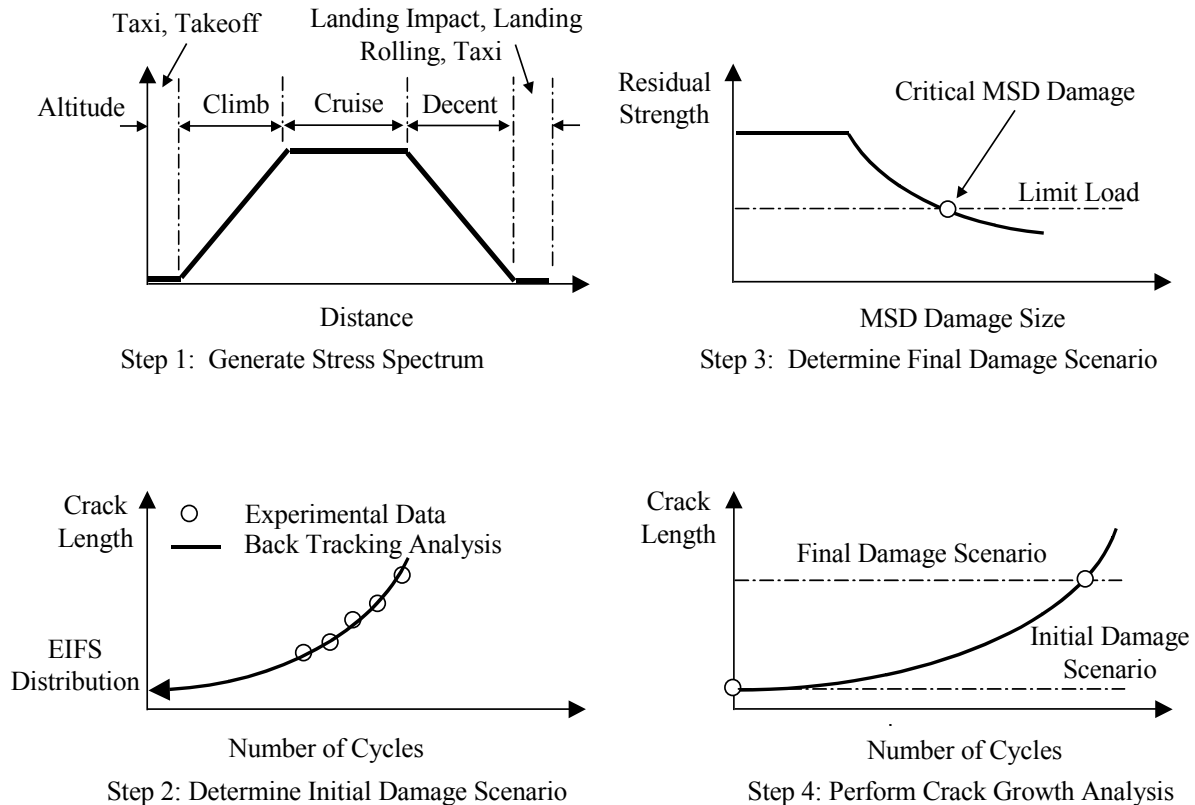 Taxi, Takeoff
Landing Impact, Landing
Rolling, Taxi
Altitude
Climb
Cruise
Decent
Distance
Step 1: Generate Stress Spectrum
Residual
Strength
Critical MSD Damage
Limit Load
MSD Damage Size
Step 3: Determine Final Damage Scenario
Crack
Length
Experimental Data
Back Tracking Analysis
EIFS
Distribution
Number of Cycles
Step 2: Determine Initial Damage Scenario
Crack
Length
Final Damage Scenario
Initial Damage
Scenario
Number of Cycles
Step 4: Perform Crack Growth Analysis